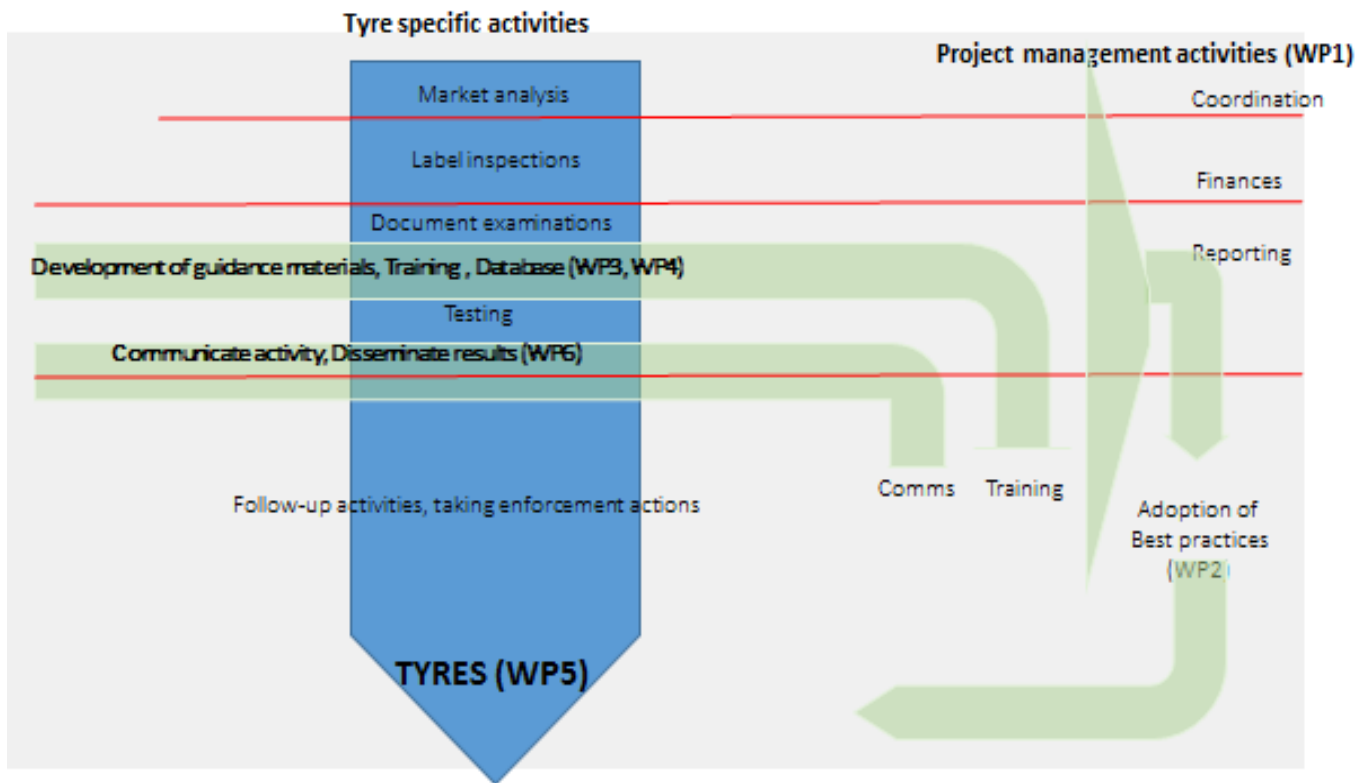 Tyre specific activities
Project management activities (WP1)
Market analysis
Coordination
Label inspections
Finances
Document examinations
Reporting
Development of guidance materials, Training , Database (WP3, WP4)
Testing
Communicate activity, Disseminate results (WP6)
Comms
Training
Follow-up activities, taking enforcement actions
Adoption of
Best practices
(WP2)
TYRES (WP5)